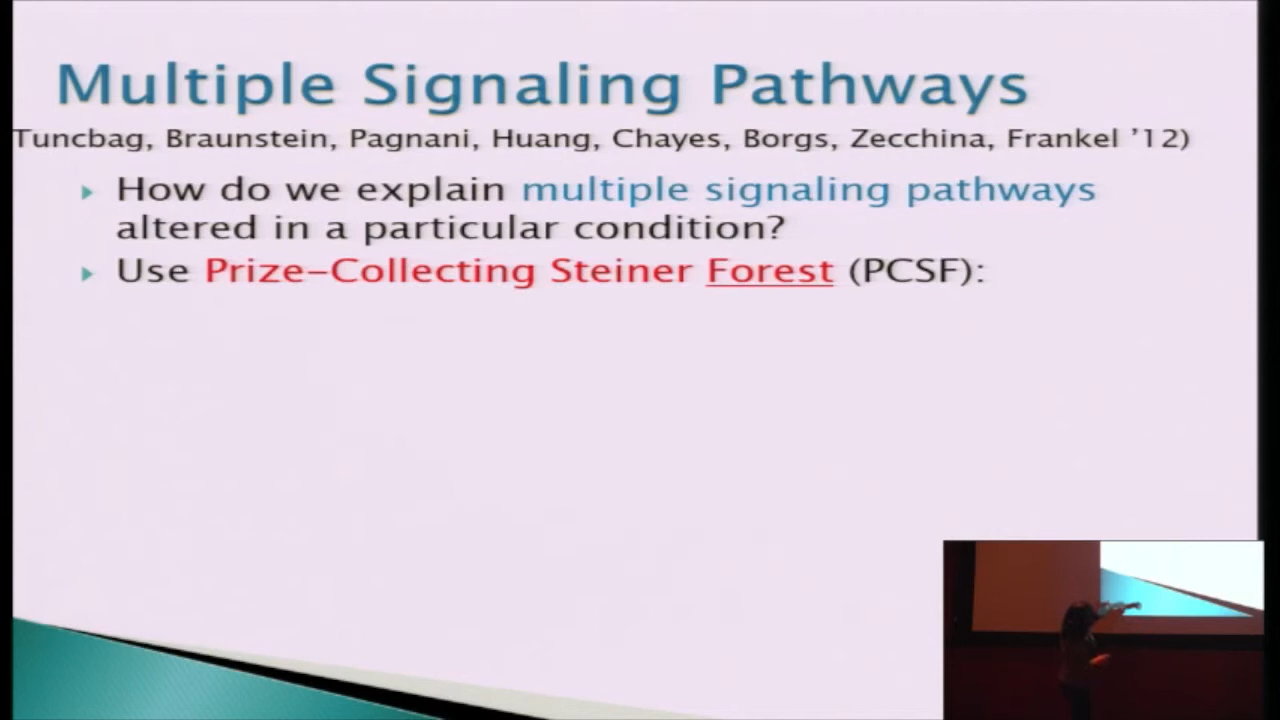 Multiple Signaling Pathways
Tuncbag, Braunstein, Pagnani, Huang, Chayes, Borgs, Zecchina, Frankel ’12)
How do we explain multiple signaling pathways
altered in a particular condition?
Use Prize-Collecting Steiner Forest (PCSF):